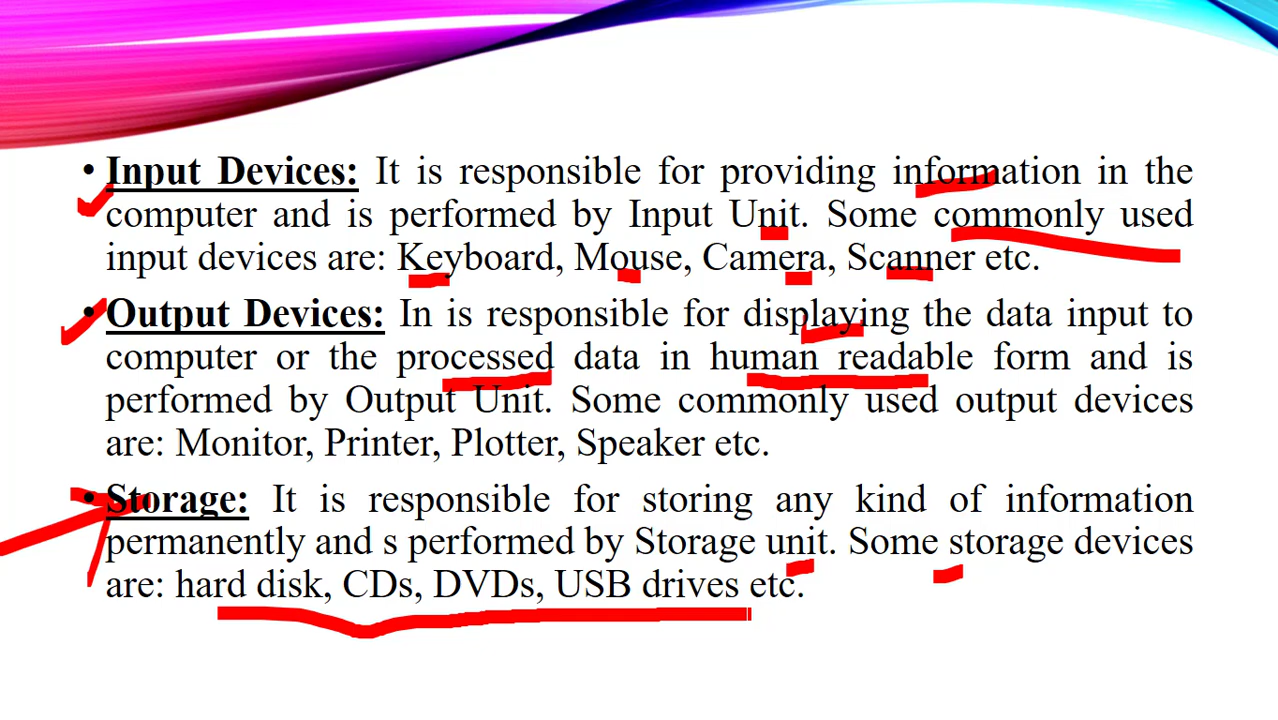 • Input Devices: It is responsible for providing information in the
computer and is performed by Input Unit. Some commonly used
input devices are: Keyboard, Mouse, Camera, Scanner etc.
• Output Devices: In is responsible for displaying the data input to
computer or the processed data in human readable form and is
performed by Output Unit. Some commonly used output devices
are: Monitor, Printer, Plotter, Speaker etc.
• Storage: It is responsible for storing any kind of information
permanently and s performed by Storage unit. Some storage devices
are: hard disk, CDs, DVDs, USB drives etc.